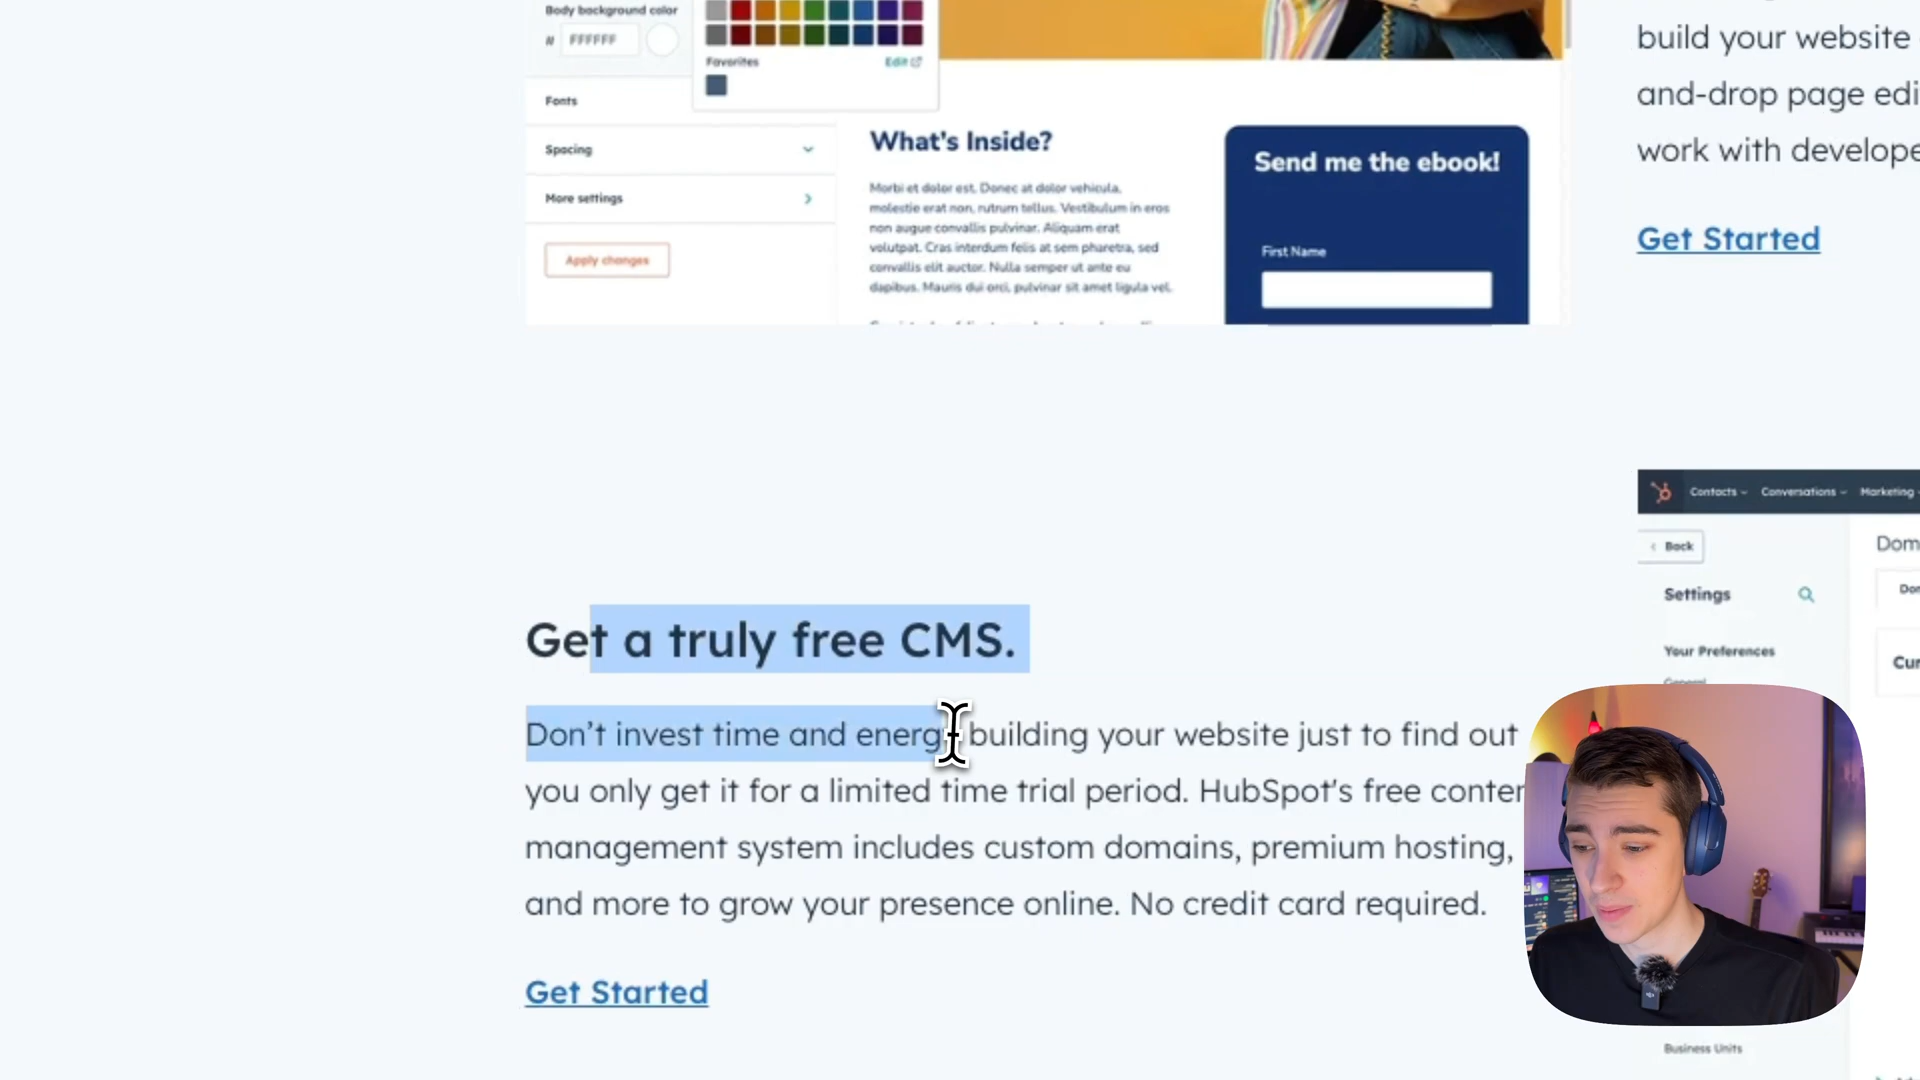 Body background color
# FFFFFF
Favorites
Edit
Fonts
Spacing
More settings
Apply changes
What's Inside?
Morbi et dolor est. Donec at dolor vehicula,
molestie erat non, rutrum tellus. Vestibulum in eros
non augue convallis pulvinar. Aliquam erat
volutpat. Cras interdum felis at sem pharetra, sed
convallis elit auctor. Nulla semper ut ante eu
dapibus. Mauris dui orci, pulvinar sit amet ligula vel.
Send me the ebook!
First Name
build your website
and-drop page edi
work with develope
Get Started
Get a truly free CMS.
Don't invest time and energy building your website just to find out
you only get it for a limited time trial period. HubSpot's free conten
management system includes custom domains, premium hosting,
and more to grow your presence online. No credit card required.
Get Started
Contacts
Conversations
Marketing
Back
Settings
Your Preferences
General
Dom
Dor
Cur
Business Units